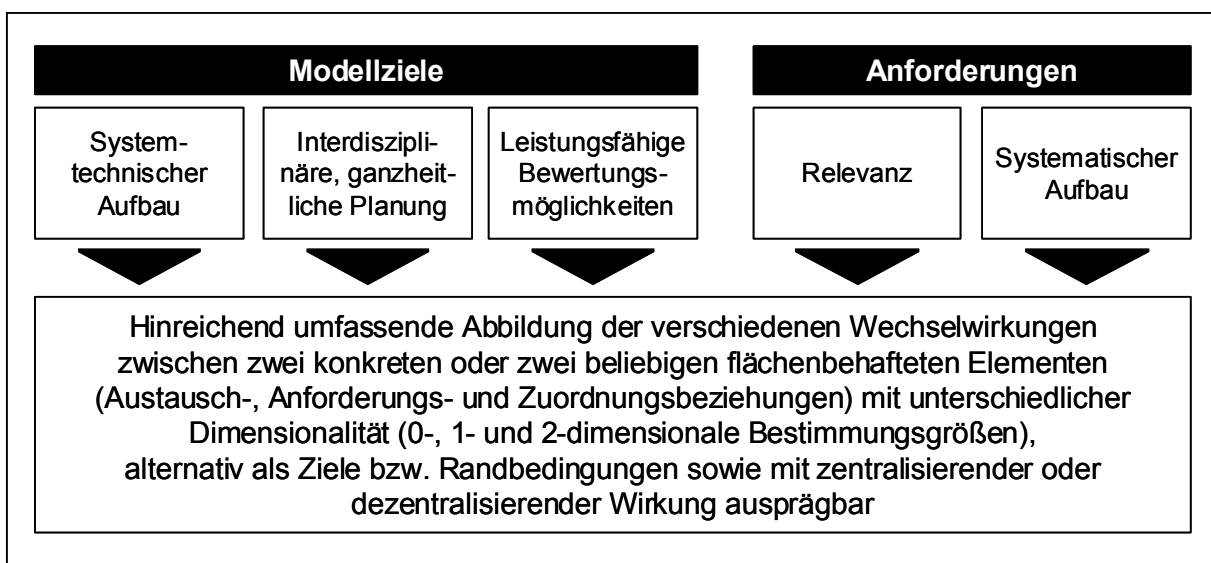 Modellziele
Anforderungen
System-
technischer
Aufbau
Interdiszipli-
näre, ganzheit-
liche Planung
Leistungsfähige
Bewertungs-
möglichkeiten
Relevanz
Systematischer
Aufbau
Hinreichend umfassende Abbildung der verschiedenen Wechselwirkungen
zwischen zwei konkreten oder zwei beliebigen flächenbehafteten Elementen
(Austausch-, Anforderungs- und Zuordnungsbeziehungen) mit unterschiedlicher
Dimensionalität (0-, 1- und 2-dimensionale Bestimmungsgrößen),
alternativ als Ziele bzw. Randbedingungen sowie mit zentralisierender oder
dezentralisierender Wirkung ausprägbar